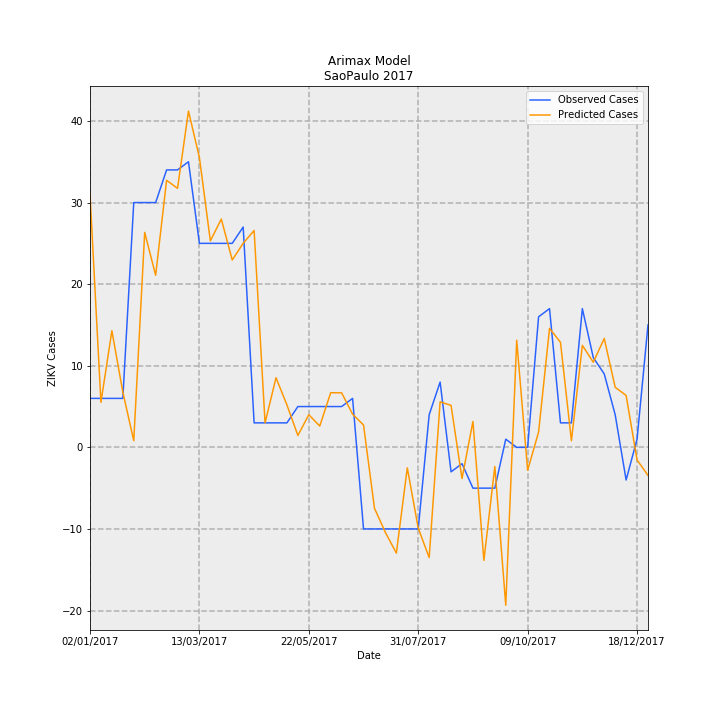 Arimax Model
SaoPaulo 2017
Observed Cases
Predicted Cases
ZIKV Cases
40
30
20
10
0
−10
−20
02/01/2017 13/03/2017 22/05/2017 31/07/2017 09/10/2017 18/12/2017
Date